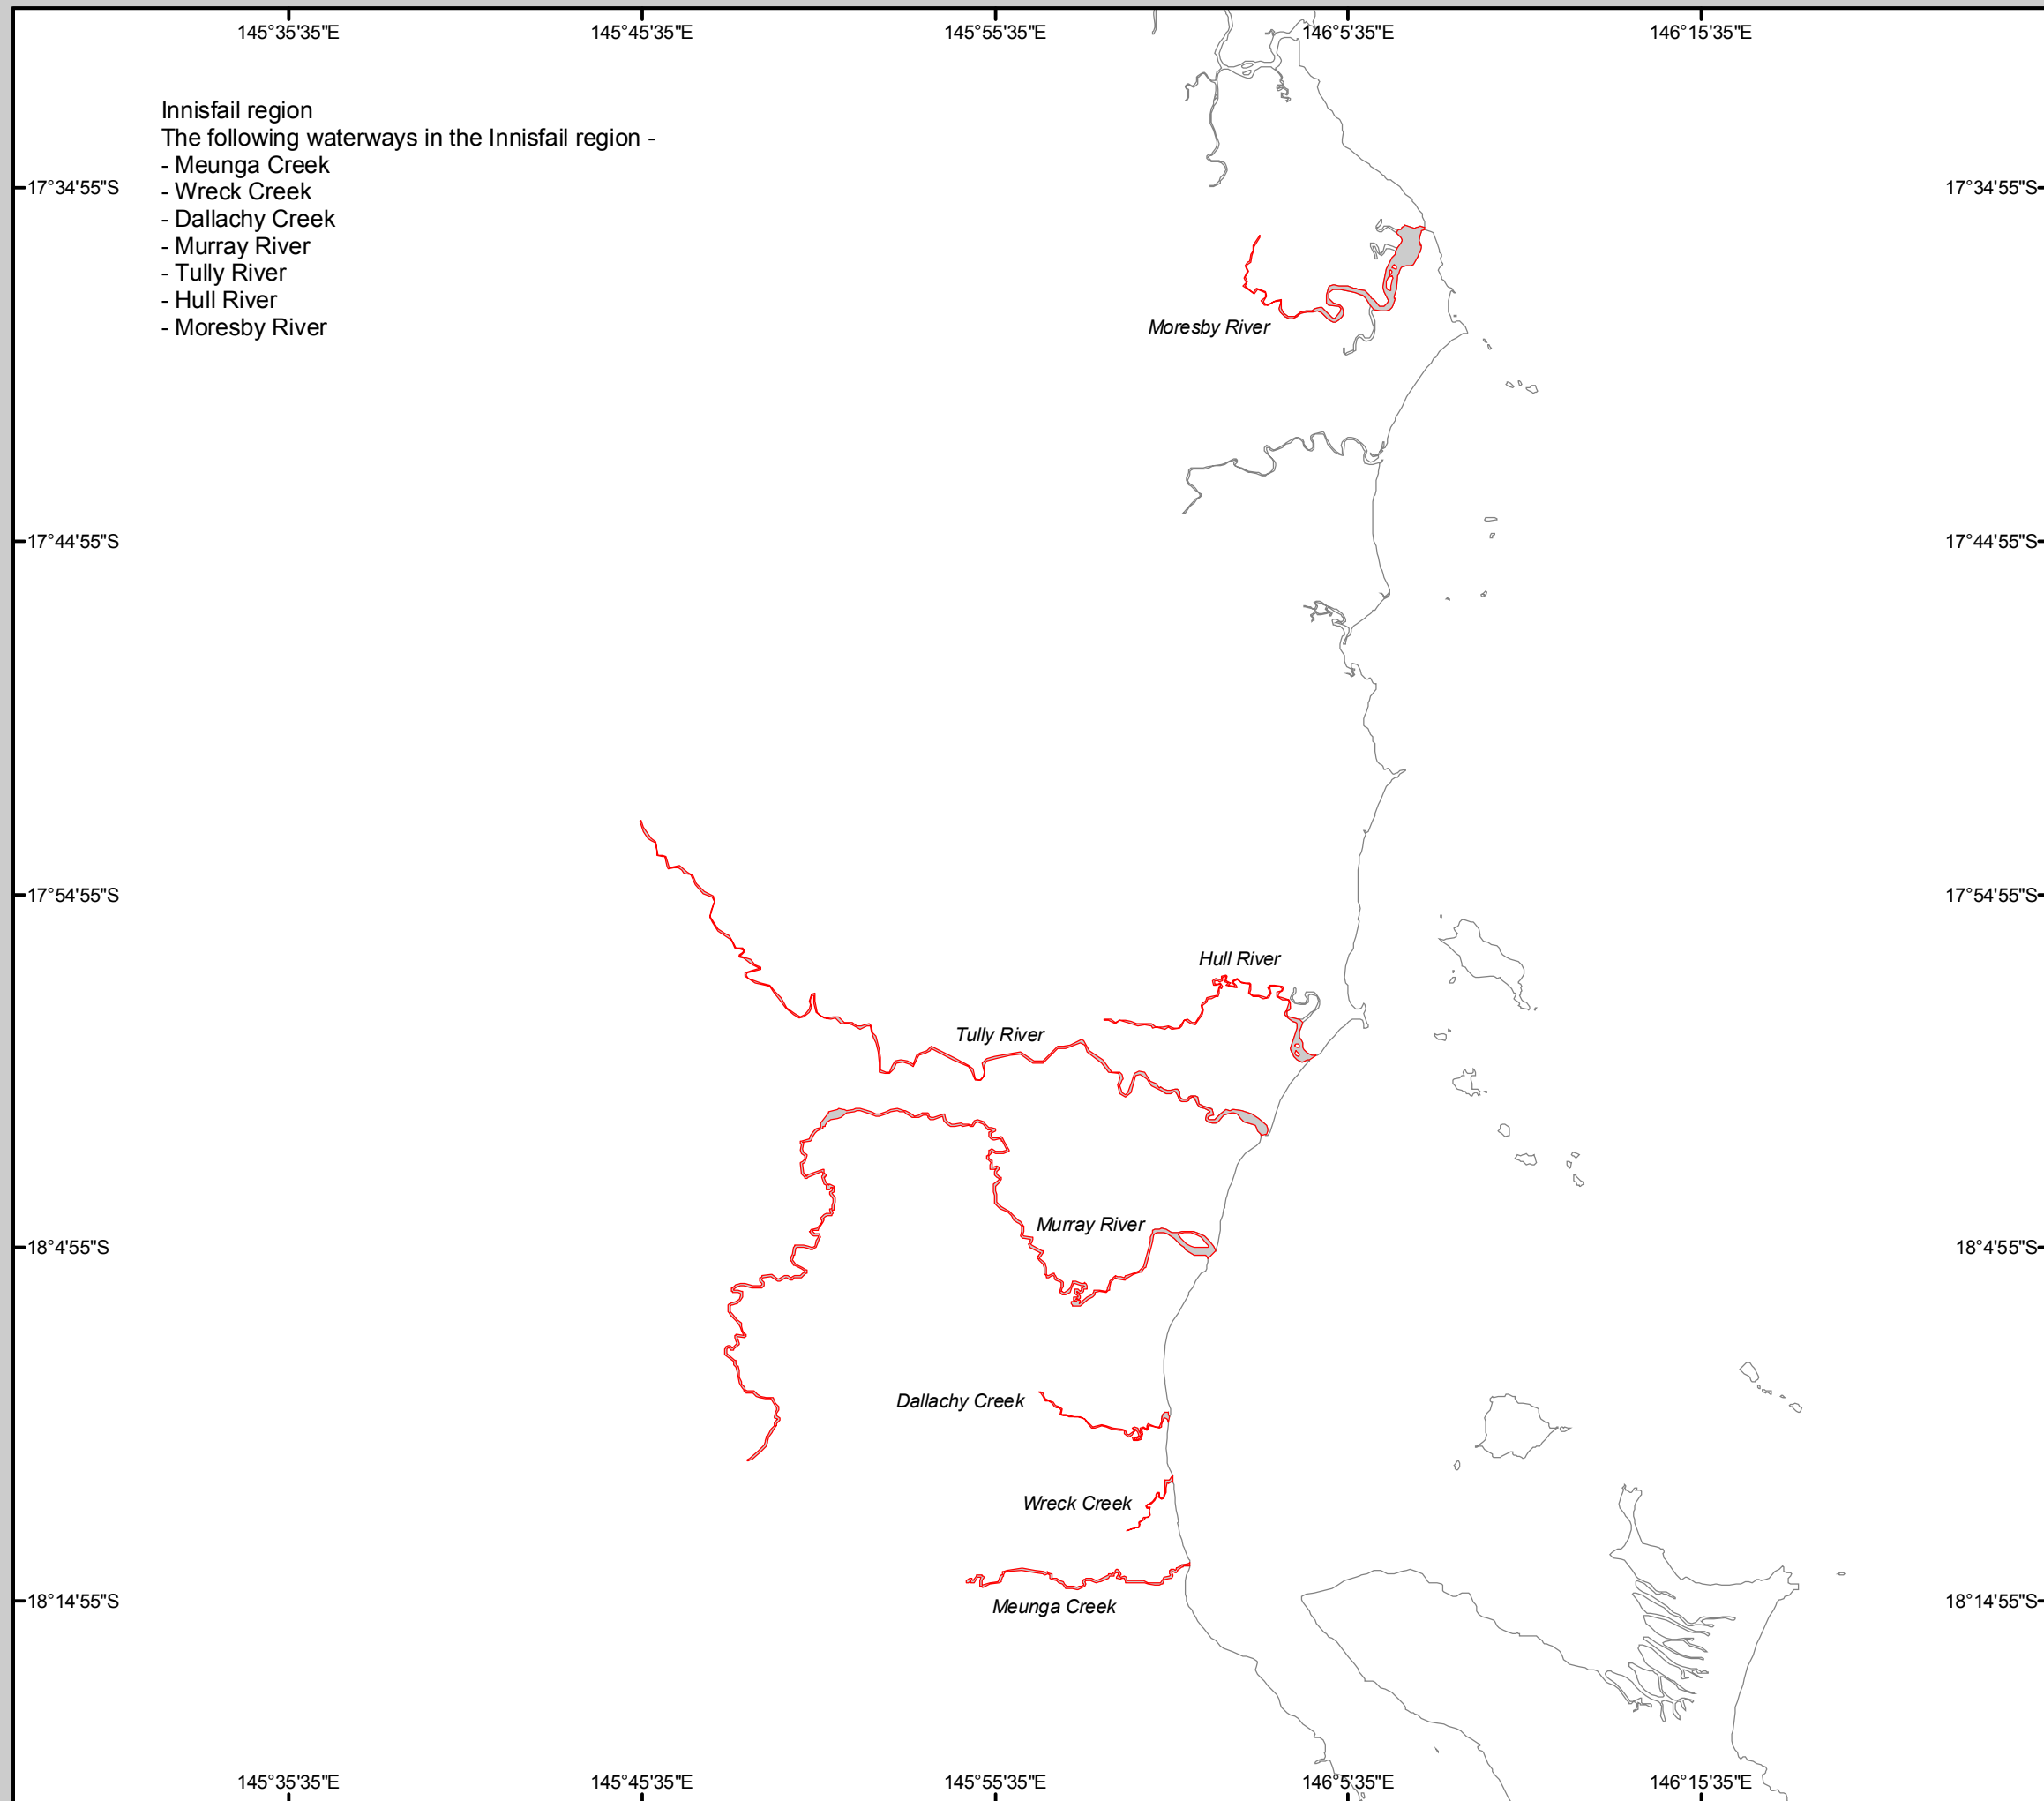 145°35'35"E
145°45'35"E
145°55'35"E
146°5'35"E
146°15'35"E
Innisfail region
The following waterways in the Innisfail region -
- Meunga Creek
- Wreck Creek
- Dallachy Creek
- Murray River
- Tully River
- Hull River
- Moresby River
17°34'55"S
17°34'55"S
Moresby River
17°44'55"S
17°44'55"S
17°54'55"S
17°54'55"S
Hull River
Tully River
Murray River
18°4'55"S
18°4'55"S
Dallachy Creek
Wreck Creek
18°14'55"S
18°14'55"S
Meunga Creek
145°35'35"E
145°45'35"E
145°55'35"E
146°5'35"E
146°15'35"E